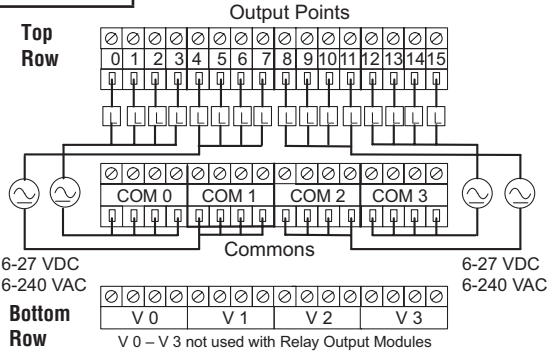 Output Points
Top
Row
0 1 2 3 4 5 6 7 8 9 10 11 12 13 14 15
L L L L L L L L L L L L L L L L
COM 0 COM 1 COM 2 COM 3
Commons
6-27 VDC
6-240 VAC
6-27 VDC
6-240 VAC
Bottom
Row
V 0 V 1 V 2 V 3
V 0 – V 3 not used with Relay Output Modules